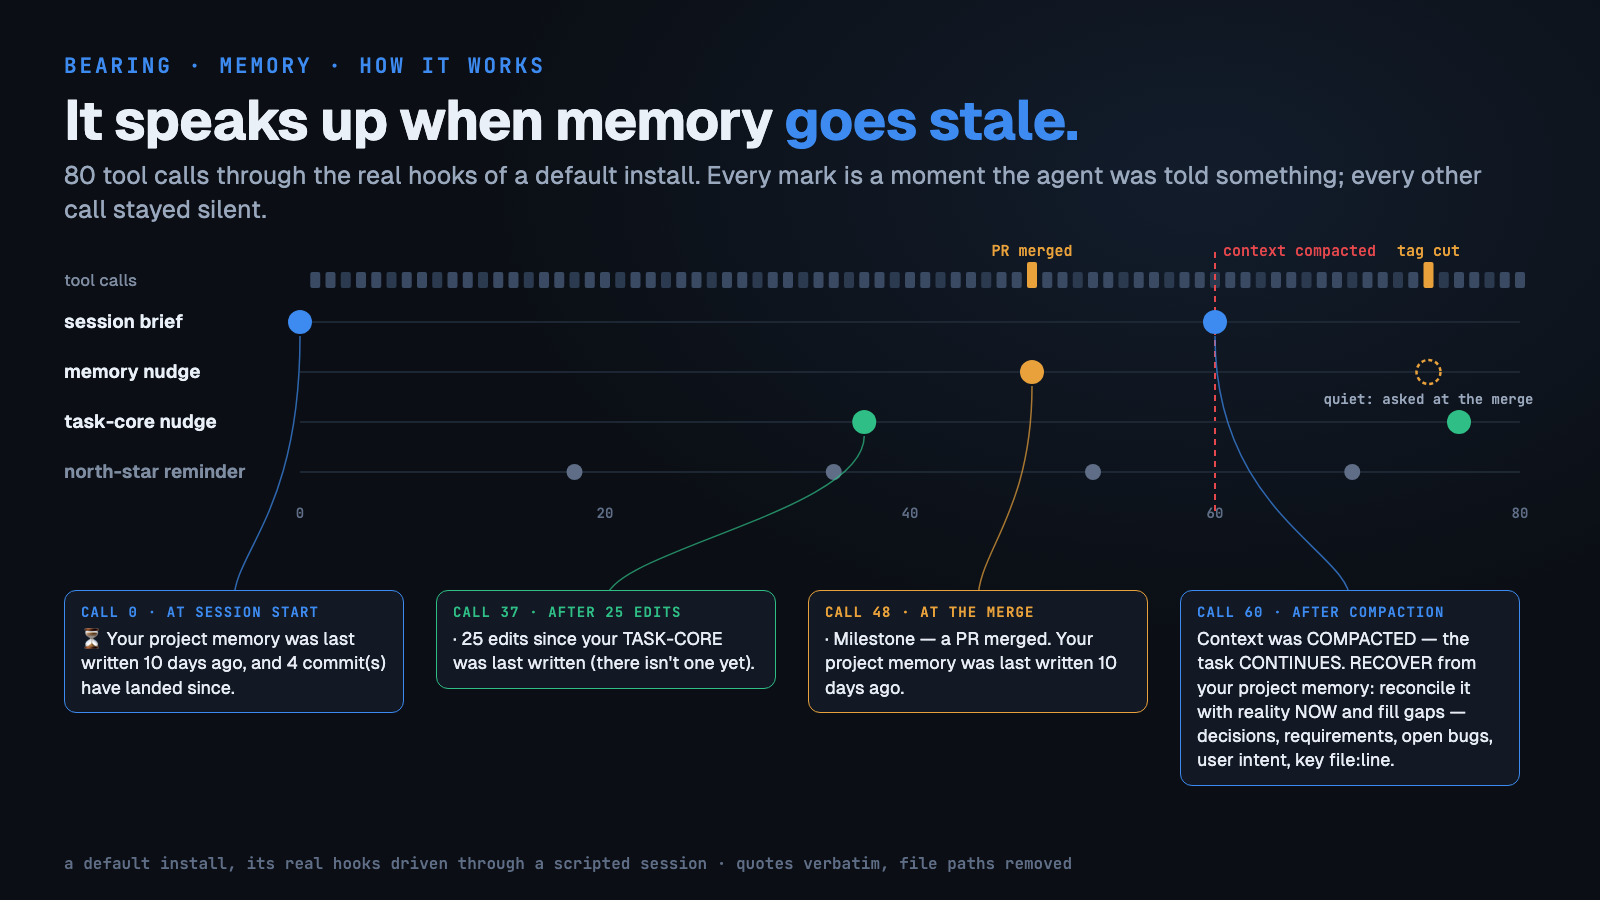 BEARING · MEMORY · HOW IT WORKS
It speaks up when memory goes stale.
80 tool calls through the real hooks of a default install. Every mark is a moment the agent was told something; every other
call stayed silent.
PR merged
context compacted
tag cut
tool calls
session brief
memory nudge
quiet: asked at the merge
task-core nudge
north-star reminder
0
20
40
60
80
CALL 0 · AT SESSION START
⏳ Your project memory was last
written 10 days ago, and 4 commit(s)
have landed since.
CALL 37 · AFTER 25 EDITS
· 25 edits since your TASK-CORE
was last written (there isn't one yet).
CALL 48 · AT THE MERGE
· Milestone — a PR merged. Your
project memory was last written 10
days ago.
CALL 60 · AFTER COMPACTION
Context was COMPACTED — the
task CONTINUES. RECOVER from
your project memory: reconcile it
with reality NOW and fill gaps —
decisions, requirements, open bugs,
user intent, key file:line.
a default install, its real hooks driven through a scripted session · quotes verbatim, file paths removed